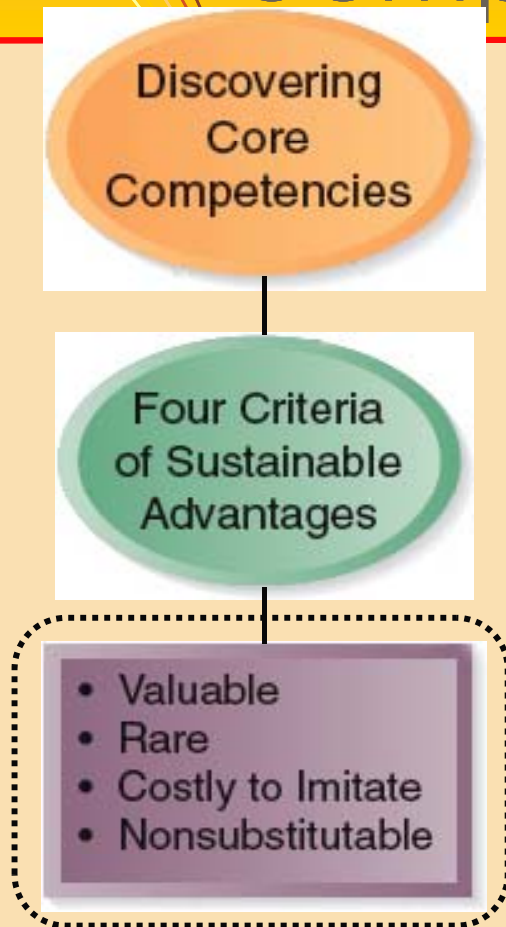 Discovering
Core
Competencies
Four Criteria
of Sustainable
Advantages
• Valuable
• Rare
• Costly to Imitate
• Nonsubstitutable